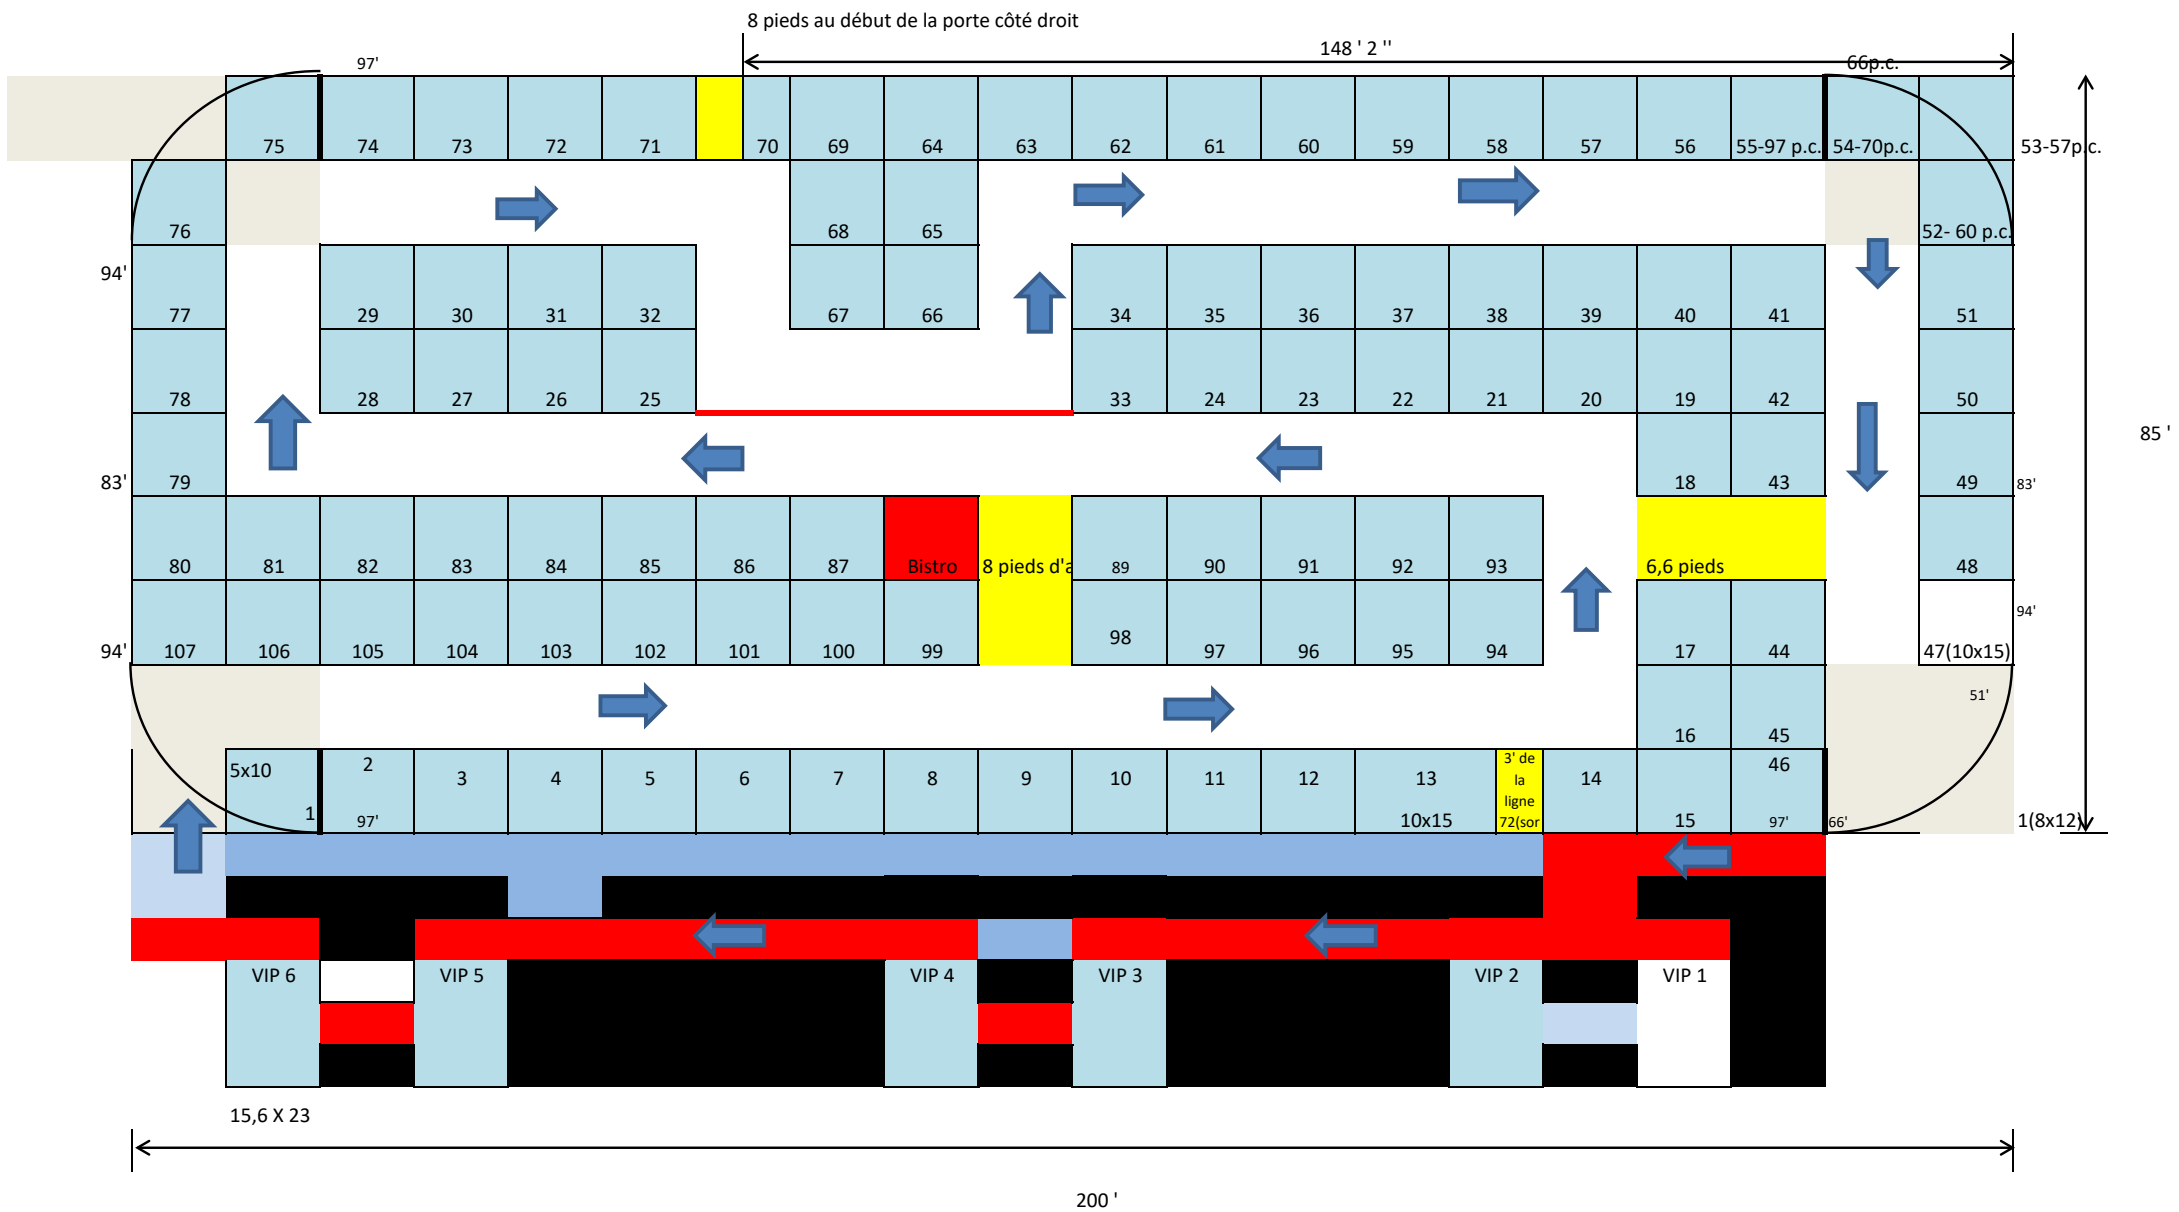 8 pieds au début de la porte côté droit
148 ' 2 ''
97'
66p.c.
75 74 73 72 71 70 69 64 63 62 61 60 59 58 57 56 55-97 p.c. 54-70p.c. 53-57p.c.
76 68 65 52- 60 p.c.
94'
77 29 30 31 32 67 66 34 35 36 37 38 39 40 41 51
78 28 27 26 25 33 24 23 22 21 20 19 42 50
85 '
83' 79 18 43 49 83'
80 81 82 83 84 85 86 87 Bistro 8 pieds d'a 89 90 91 92 93 6,6 pieds 48
94'
94' 107 106 105 104 103 102 101 100 99 98 97 96 95 94 17 44 47(10x15)
51'
16 45
5x10 2 3 4 5 6 7 8 9 10 11 12 13 3' de 14 46
la
ligne
1 97' 10x15 72(sor 15 97' 66' 1(8x12)
VIP 6 VIP 5 VIP 4 VIP 3 VIP 2 VIP 1
15,6 X 23
200 '